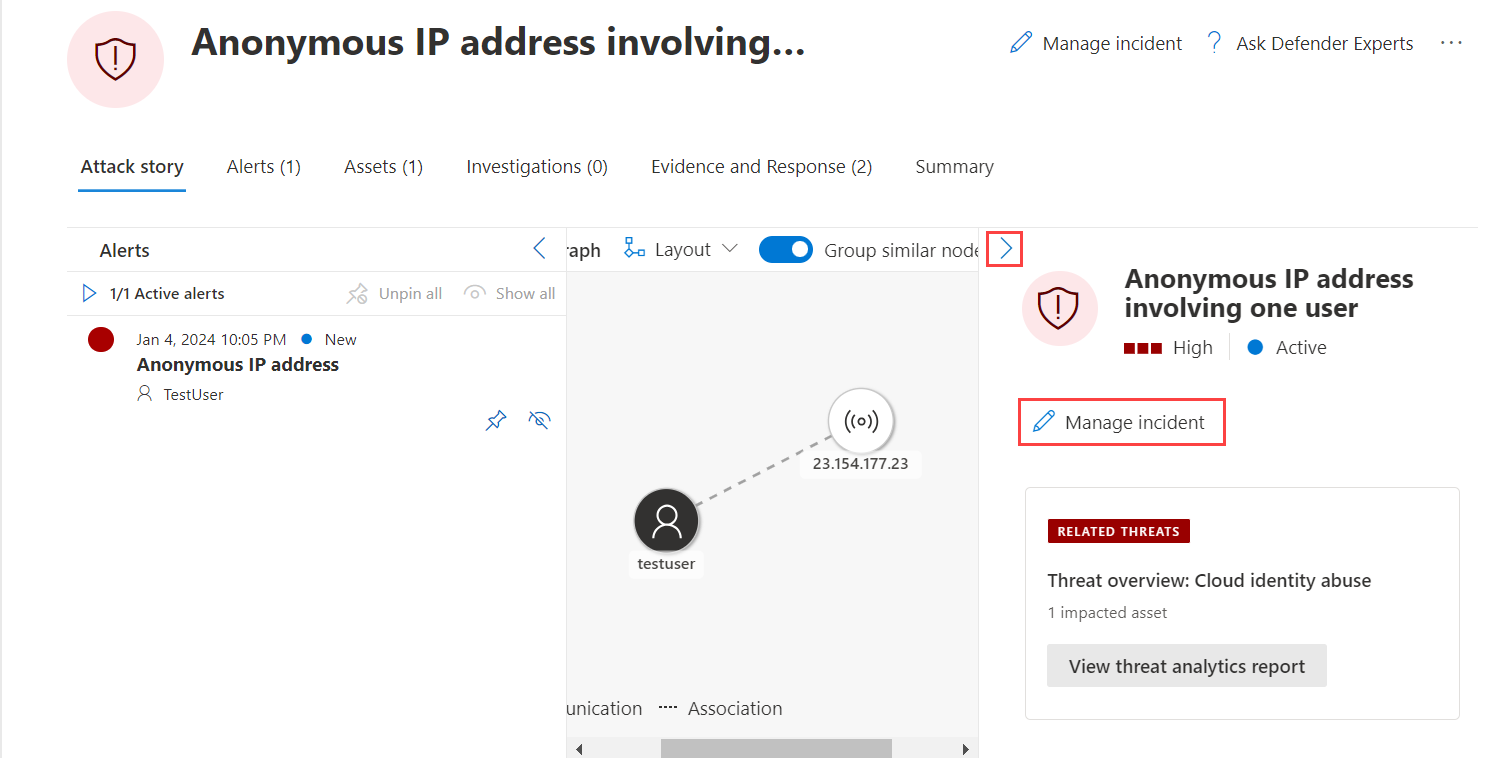 Anonymous IP address involving...
Manage incident
Ask Defender Experts
Attack story
Alerts (1)
Assets (1)
Investigations (0)
Evidence and Response (2)
Summary
Alerts
1/1 Active alerts
Unpin all
Show all
Jan 4, 2024 10:05 PM
New
Anonymous IP address
TestUser
raph
Layout
Group similar node
23.154.177.23
testuser
unication
Association
Anonymous IP address
involving one user
High
Active
Manage incident
RELATED THREATS
Threat overview: Cloud identity abuse
1 impacted asset
View threat analytics report